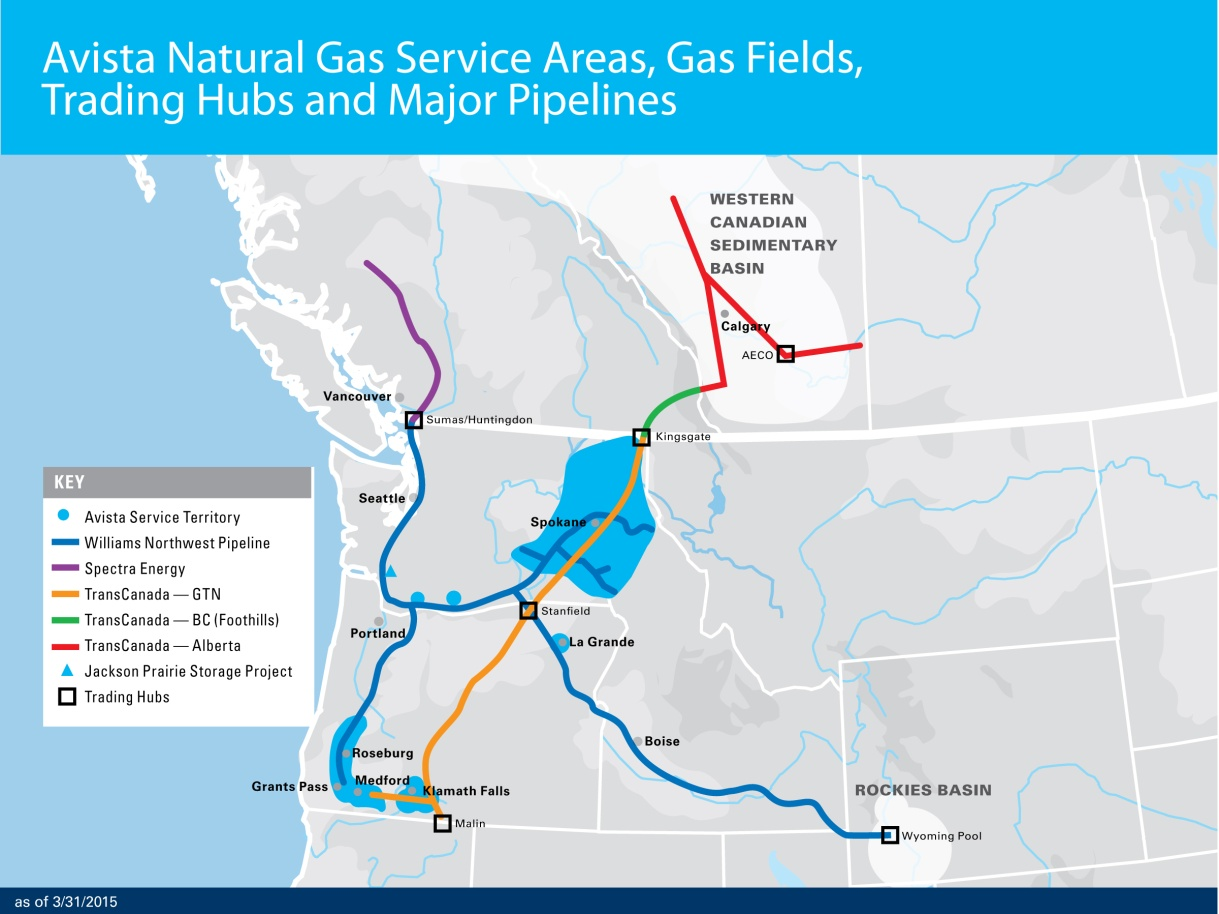 Avista Natural Gas Service Areas, Gas Fields,
Trading Hubs and Major Pipelines
WESTERN
CANADIAN
SEDIMENTARY
BASIN
Calgary
AECO
Vancouver
Sumas/Huntingdon
Kingsgate
KEY
Avista Service Territory
Williams Northwest Pipeline
Spectra Energy
TransCanada — GTN
TransCanada — BC (Foothills)
TransCanada — Alberta
Jackson Prairie Storage Project
Trading Hubs
Seattle
Spokane
Stanfield
Portland
La Grande
Boise
Roseburg
Medford
Grants Pass
Klamath Falls
Malin
ROCKIES BASIN
Wyoming Pool
as of 3/31/2015